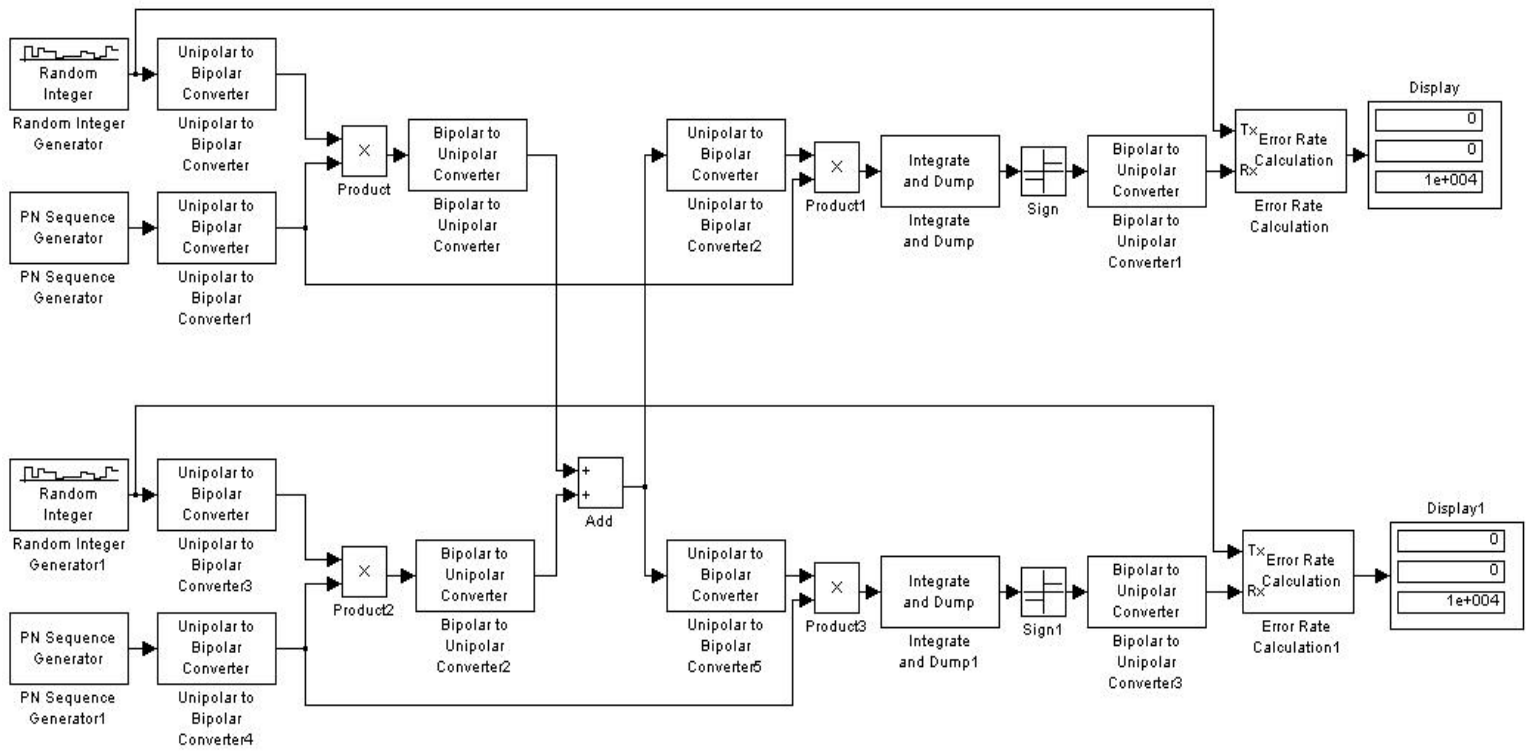 Random
Integer
Random Integer
Generator
Unipolar to
Bipolar
Converter
Unipolar to
Bipolar
Converter
PN Sequence
Generator
PN Sequence
Generator
Unipolar to
Bipolar
Converter
Unipolar to
Bipolar
Converter1
×
Product
Bipolar to
Unipolar
Converter
Bipolar to
Unipolar
Converter
Unipolar to
Bipolar
Converter
Unipolar to
Bipolar
Converter2
×
Product1
Integrate
and Dump
Integrate
and Dump
Sign
Bipolar to
Unipolar
Converter
Bipolar to
Unipolar
Converter1
Tx
Error Rate
Calculation
Rx
Error Rate
Calculation
Display
0
0
1e+004
Random
Integer
Random Integer
Generator1
Unipolar to
Bipolar
Converter
Unipolar to
Bipolar
Converter3
PN Sequence
Generator
PN Sequence
Generator1
Unipolar to
Bipolar
Converter
Unipolar to
Bipolar
Converter4
×
Product2
Bipolar to
Unipolar
Converter
Bipolar to
Unipolar
Converter2
+
+
Add
Unipolar to
Bipolar
Converter
Unipolar to
Bipolar
Converter5
×
Product3
Integrate
and Dump
Integrate
and Dump1
Sign1
Bipolar to
Unipolar
Converter
Bipolar to
Unipolar
Converter3
Tx
Error Rate
Calculation
Rx
Error Rate
Calculation1
Display1
0
0
1e+004